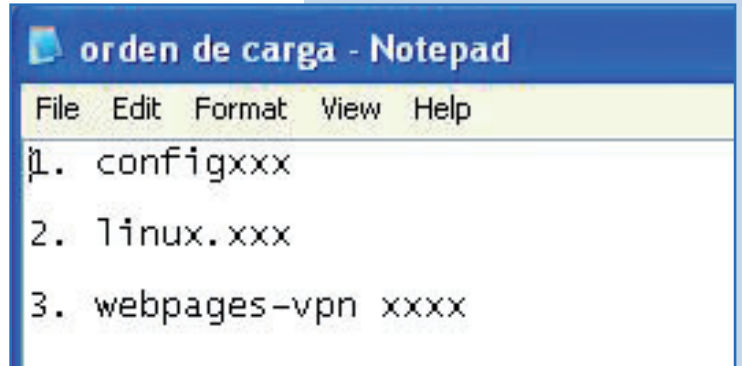 orden de carga - Notepad
File Edit Format View Help
1. configxxx
2. linux.xxx
3. webpages-vpn xxxx